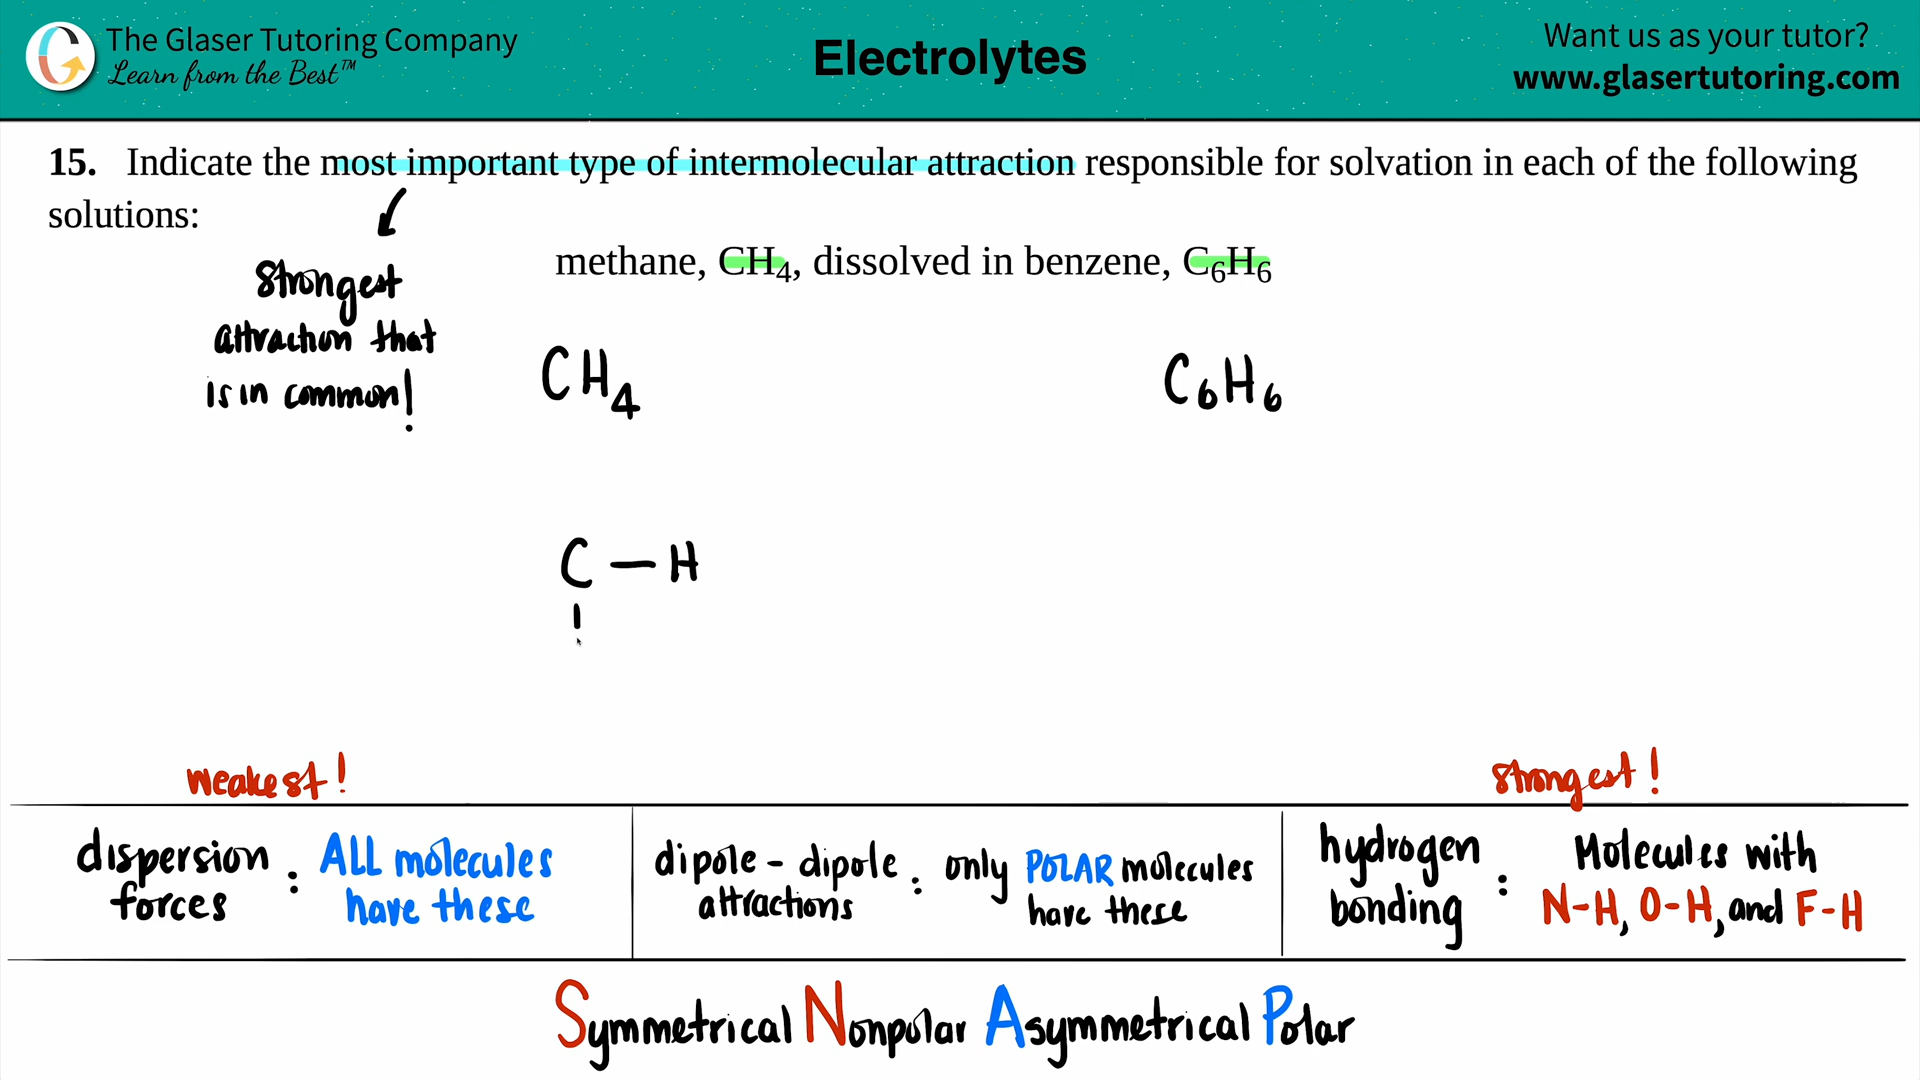 The Glaser Tutoring Company
Learn from the Best™
Electrolytes
Want us as your tutor?
www.glasertutoring.com
15. Indicate the most important type of intermolecular attraction responsible for solvation in each of the following
solutions:
methane, CH₄, dissolved in benzene, C₆H₆
strongest
attraction that
is in common!
CH₄
C₆H₆
C — H
weakest!
strongest!
dispersion
forces : ALL molecules
have these
dipole - dipole
attractions : only POLAR molecules
have these
hydrogen
bonding : Molecules with
N-H, O-H, and F-H
Symmetrical Nonpolar Asymmetrical Polar